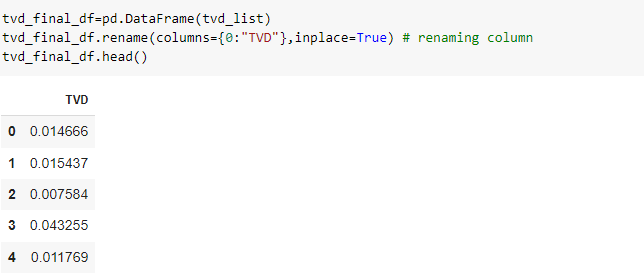 tvd_final_df=pd.DataFrame(tvd_list)
tvd_final_df.rename(columns={0:"TVD"},inplace=True) # renaming column
tvd_final_df.head()
TVD
0 0.014666
1 0.015437
2 0.007584
3 0.043255
4 0.011769